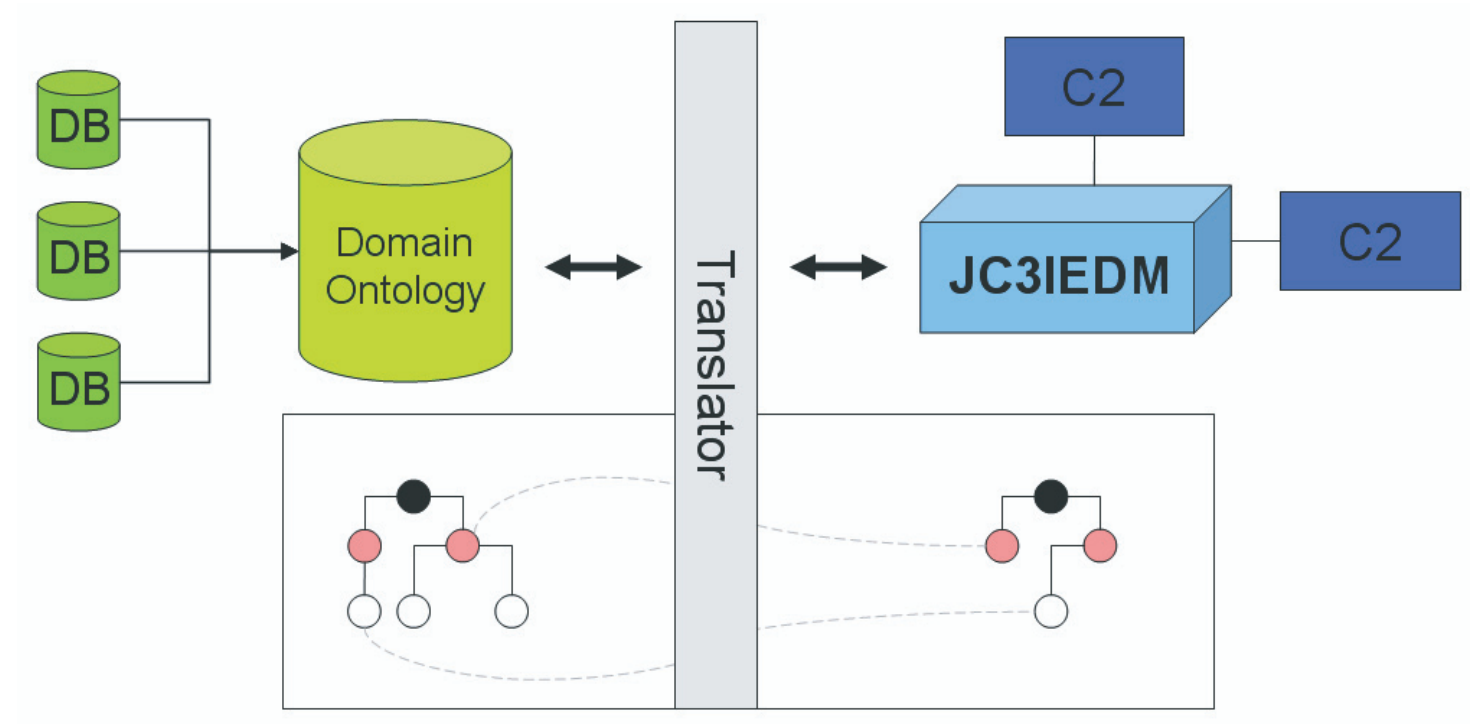 DB
DB
DB
Domain
Ontology
Translator
C2
JC3IEDM
C2